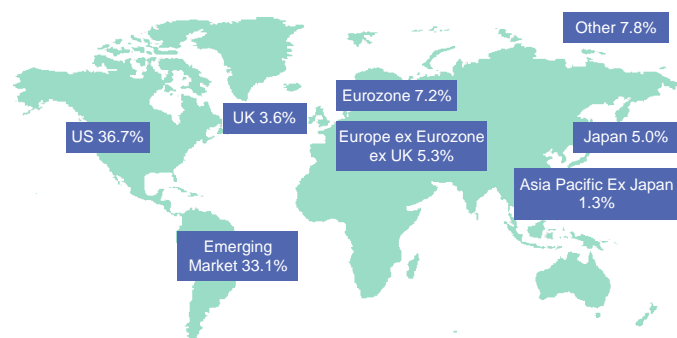 Other 7.8%
Eurozone 7.2%
UK 3.6%
US 36.7%
Europe ex Eurozone
ex UK 5.3%
Japan 5.0%
Asia Pacific Ex Japan
1.3%
Emerging
Market 33.1%